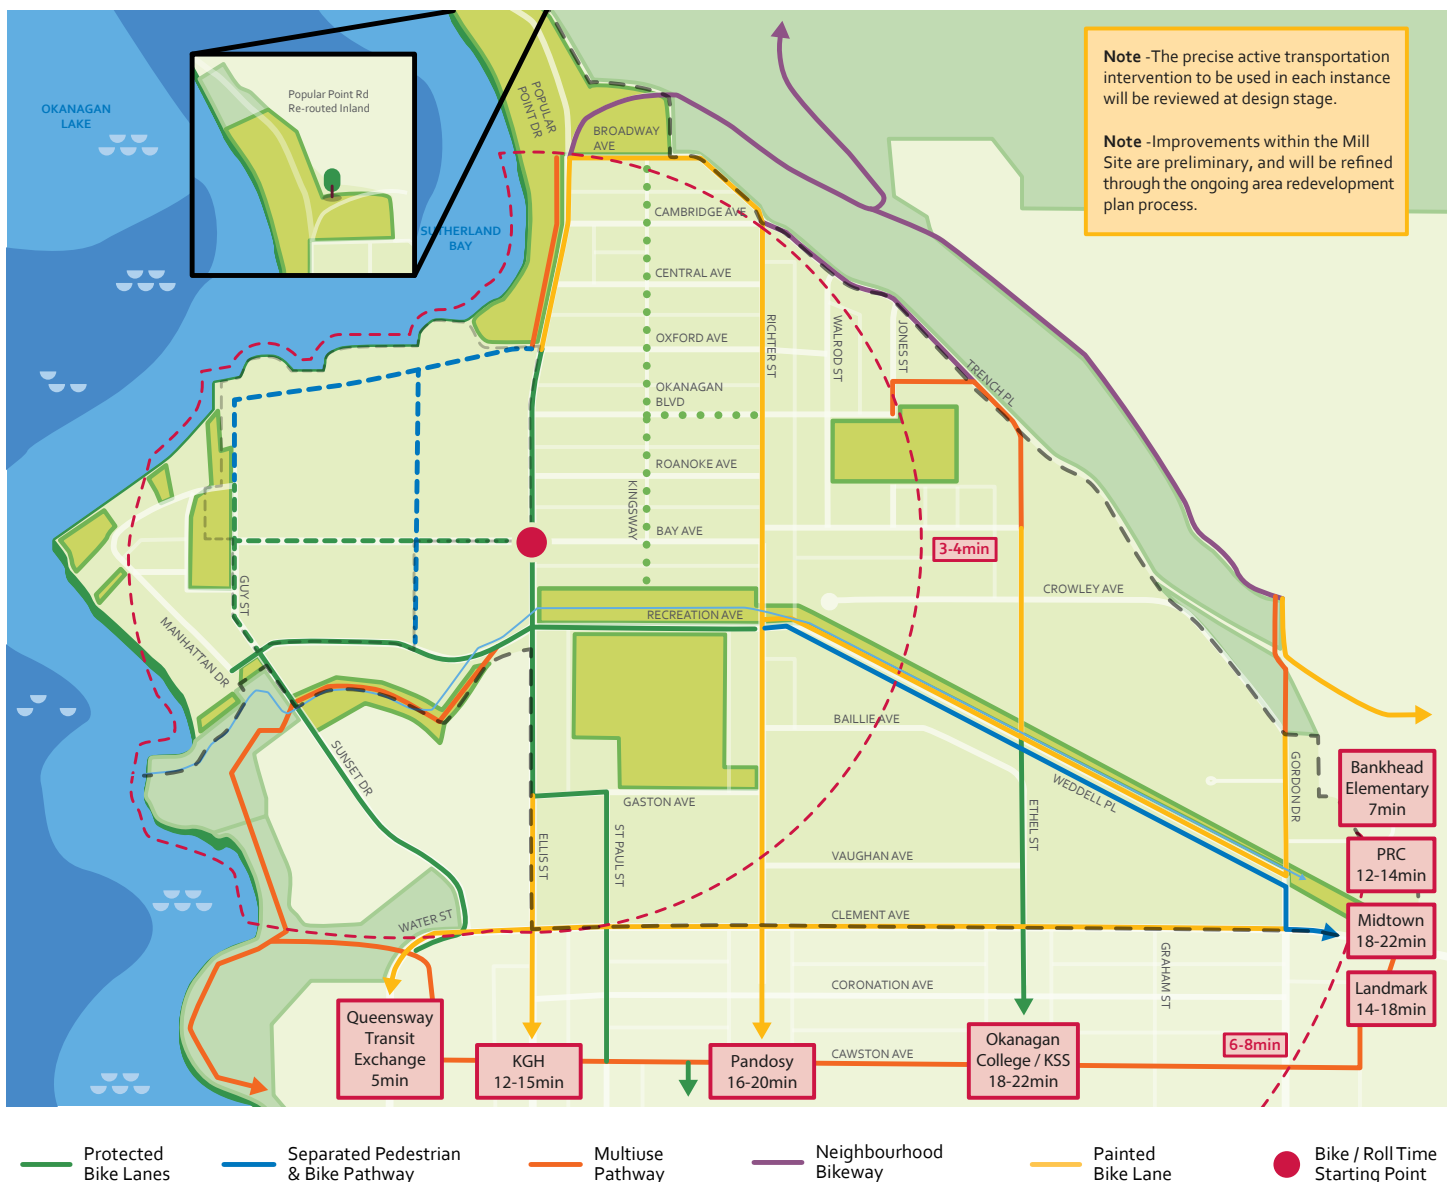 OKANAGAN
LAKE
Popular Point Rd
Re-routed Inland
SUTHERLAND
BAY
POPULAR
POINT DR
BROADWAY
AVE
Note -The precise active transportation
intervention to be used in each instance
will be reviewed at design stage.
Note -Improvements within the Mill
Site are preliminary, and will be refined
through the ongoing area redevelopment
plan process.
CAMBRIDGE AVE
CENTRAL AVE
OXFORD AVE
OKANAGAN
BLVD
ROANOKE AVE
KINGSWAY
BAY AVE
RICHTER ST
WALROD ST
JONES ST
TRENCH PL
3-4min
CROWLEY AVE
RECREATION AVE
GUY ST
MANHATTAN DR
SUNSET DR
BAILLIE AVE
WEDDELL PL
GORDON DR
GASTON AVE
ELLIS ST
ST PAUL ST
ETHEL ST
VAUGHAN AVE
WATER ST
CLEMENT AVE
GRAHAM ST
CORONATION AVE
CAWSTON AVE
6-8min
Bankhead
Elementary
7min
PRC
12-14min
Midtown
18-22min
Landmark
14-18min
Queensway
Transit
Exchange
5min
KGH
12-15min
Pandosy
16-20min
Okanagan
College / KSS
18-22min
Protected
Bike Lanes
Separated Pedestrian
& Bike Pathway
Multiuse
Pathway
Neighbourhood
Bikeway
Painted
Bike Lane
Bike / Roll Time
Starting Point